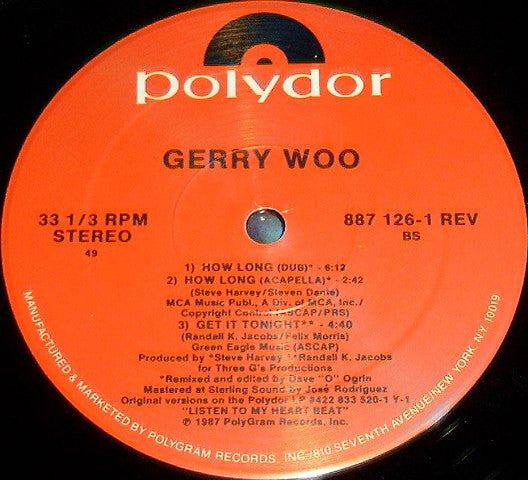 polydor
GERRY WOO
33 1/3 RPM
STEREO
49
887 126-1 REV
BS
1) HOW LONG (DUB)* - 6:12
2) HOW LONG (ACAPELLA)* - 2:42
(Steve Harvey/Steven Dante)
MCA Music Publ., A Div. of MCA, Inc./
Copyright Control (ASCAP/PRS)
3) GET IT TONIGHT** - 4:40
(Randall K. Jacobs/Felix Morris)
Green Eagle Music (ASCAP)
Produced by *Steve Harvey **Randall K. Jacobs
for Three G's Productions
*Remixed and edited by Dave "O" Ogrin
Mastered at Sterling Sound by José Rodriguez
Original versions on the Polydor LP #422 833 520-1 Y-1
"LISTEN TO MY HEART BEAT"
℗ 1987 PolyGram Records, Inc.
MANUFACTURED & MARKETED BY POLYGRAM RECORDS, INC./810 SEVENTH AVENUE/NEW YORK, N.Y. 10019